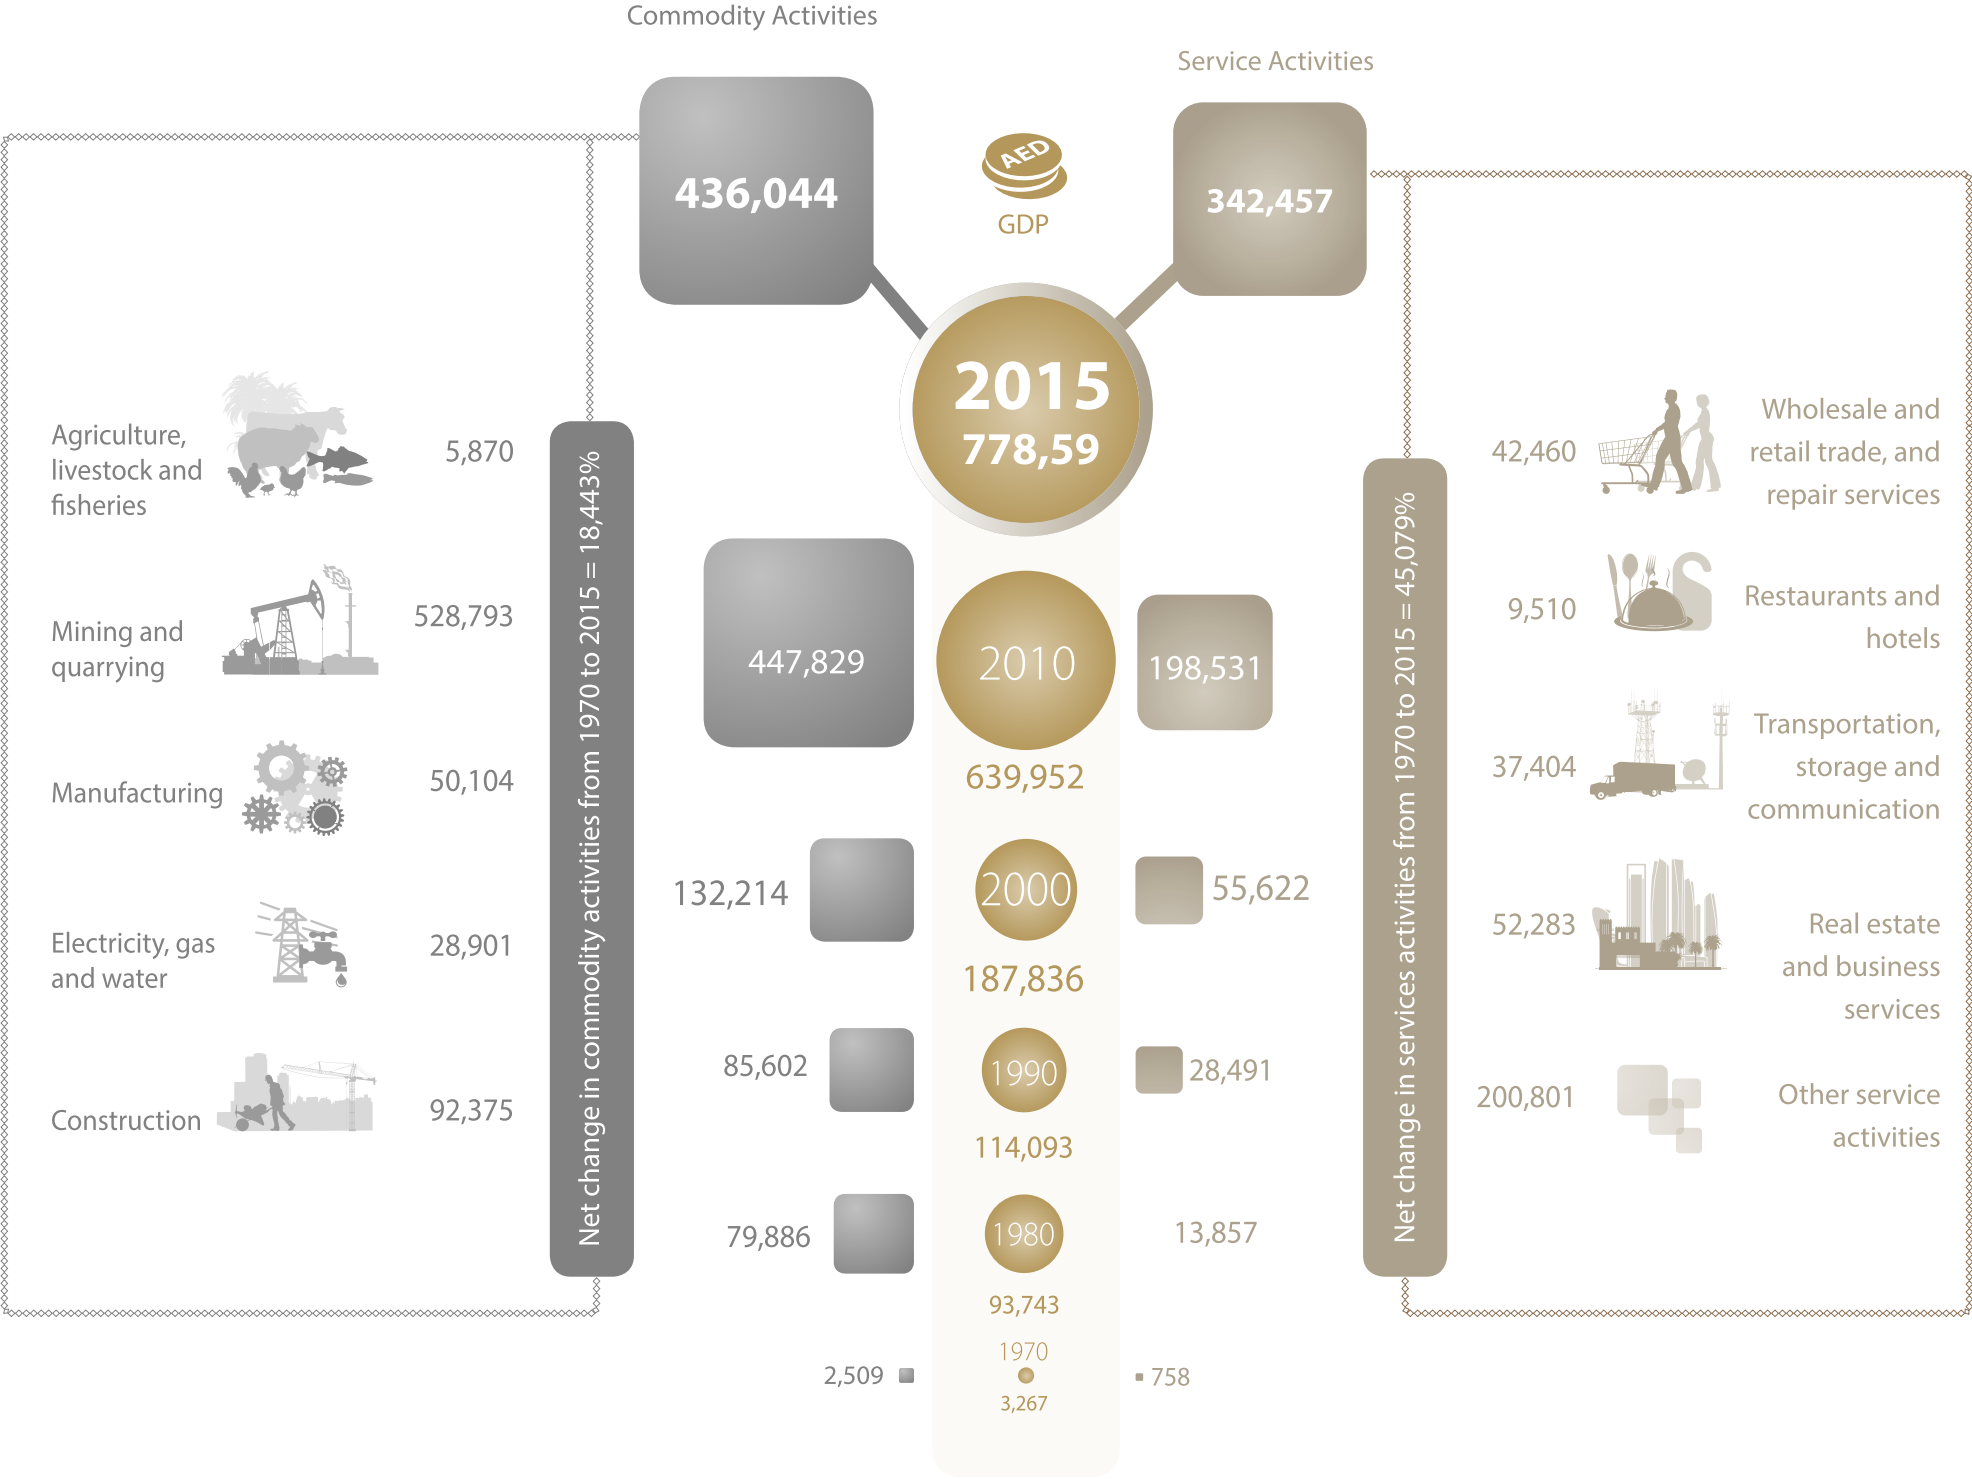 Commodity Activities
Service Activities
436,044
AED
GDP
342,457
2015
778,59
Agriculture,
livestock and
fisheries
5,870
Mining and
quarrying
528,793
Manufacturing
50,104
Electricity, gas
and water
28,901
Construction
92,375
Net change in commodity activities from 1970 to 2015 = 18,443%
447,829
2010
198,531
639,952
132,214
2000
55,622
187,836
85,602
1990
28,491
114,093
79,886
1980
13,857
93,743
1970
2,509
758
3,267
Net change in services activities from 1970 to 2015 = 45,079%
42,460
Wholesale and
retail trade, and
repair services
9,510
Restaurants and
hotels
37,404
Transportation,
storage and
communication
52,283
Real estate
and business
services
200,801
Other service
activities